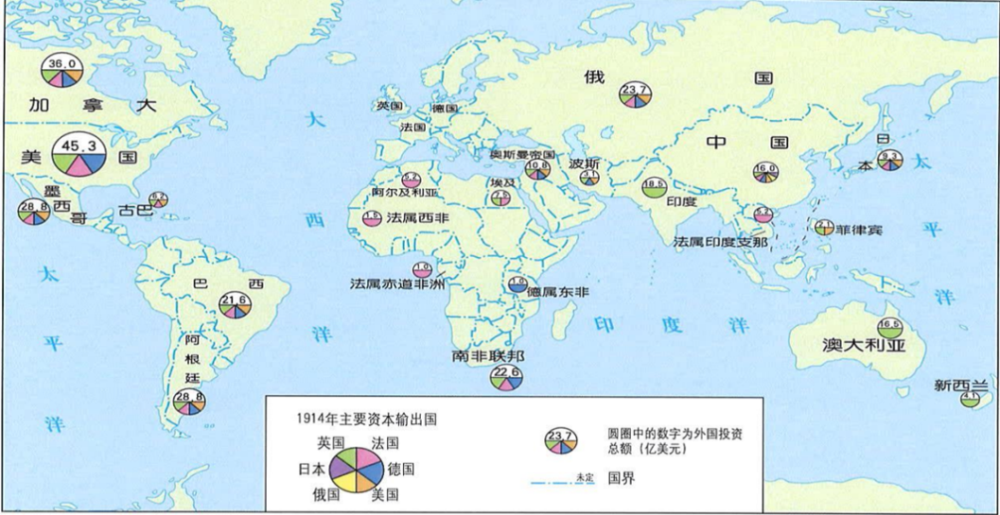 36.0
加拿大
45.3
美国
28.8
墨西哥
6.2
古巴
21.6
巴西
阿根廷
28.8
英国
德国
法国
俄国
23.7
奥斯曼帝国
10.8
波斯
3.1
5.2
阿尔及利亚
埃及
7.5
1.5
法属西非
1.0
法属赤道非洲
1.0
德属东非
南非联邦
22.6
18.5
印度
中国
16.0
日本
9.3
5.2
法属印度支那
2.1
菲律宾
16.5
澳大利亚
新西兰
4.1
大西洋
太平洋
印度洋
太平洋
1914年主要资本输出国
英国 法国
日本 德国
俄国 美国
23.7
圆圈中的数字为外国投资
总额（亿美元）
未定 国界